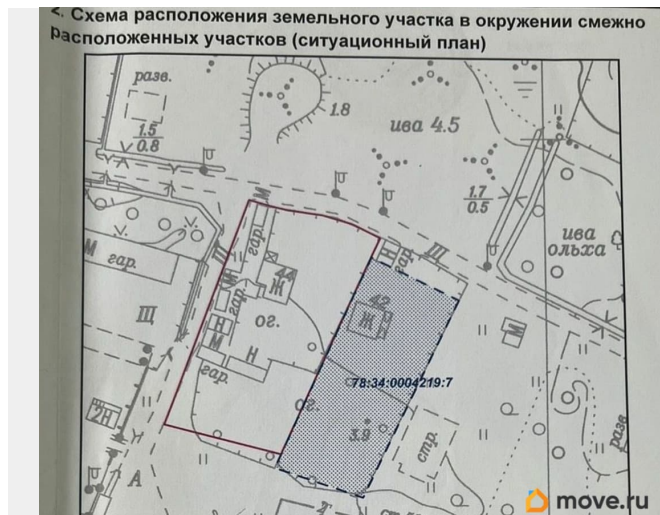 2. Схема расположения земельного участка в окружении смежно
расположенных участков (ситуационный план)
разв.
1.5
0.8
1.8
ива 4.5
1.7
0.5
ива
ольха
М
гар.
М
гар.
Щ
Щ
гар.
44
Ж
Н
гар.
Щ
ог.
42
Ж
Н
М
Н
гар.
М
78:34:0004219:7
ог.
3.9
стр.
разв
2Н
А
move.ru